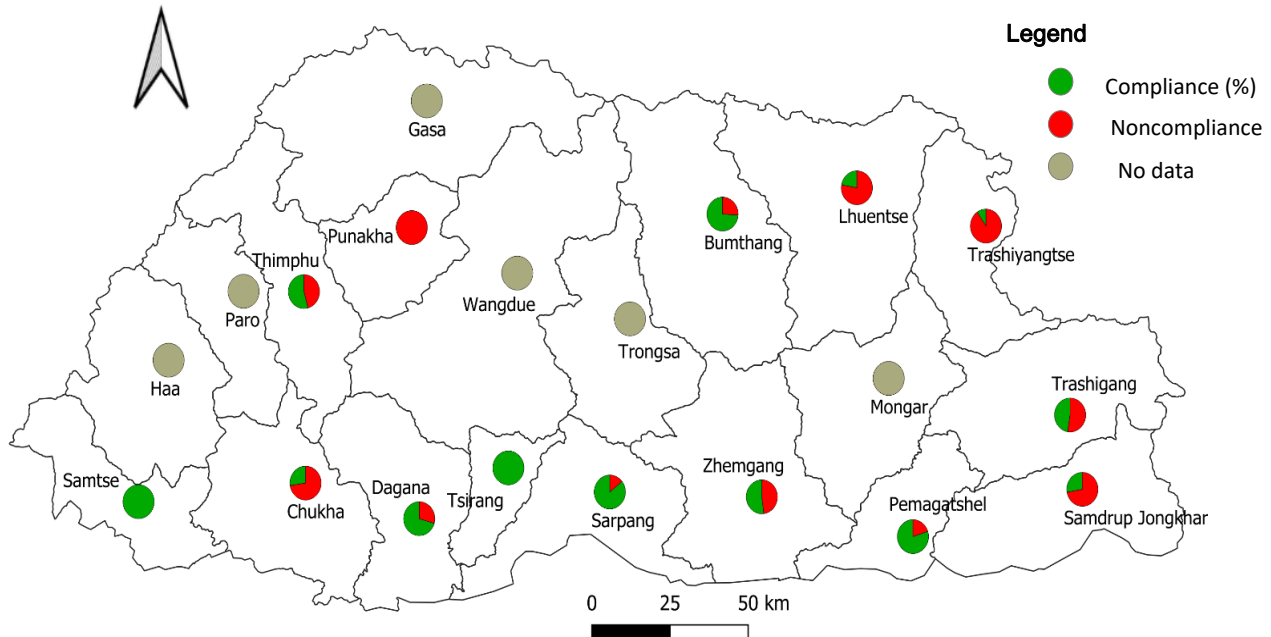 Legend
Compliance (%)
Noncompliance
No data
Gasa
Punakha
Thimphu
Paro
Haa
Wangdue
Trongsa
Bumthang
Lhuentse
Trashiyangtse
Mongar
Trashigang
Samtse
Chukha
Dagana
Tsirang
Sarpang
Zhemgang
Pemagatshel
Samdrup Jongkhar
0 25 50 km